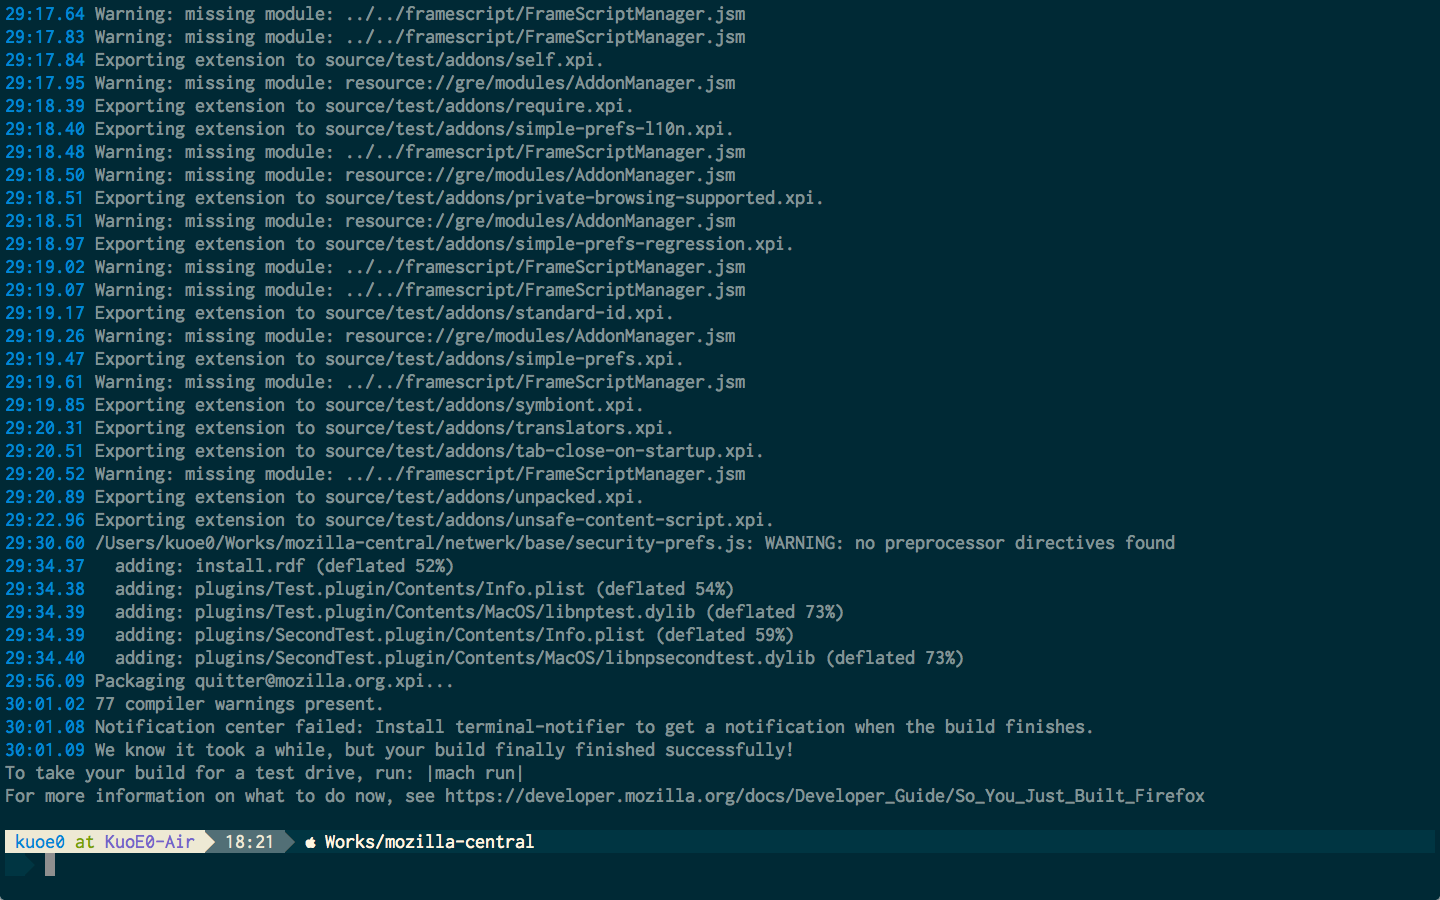 29:17.64 Warning: missing module: ../../framescript/FrameScriptManager.jsm
29:17.83 Warning: missing module: ../../framescript/FrameScriptManager.jsm
29:17.84 Exporting extension to source/test/addons/self.xpi.
29:17.95 Warning: missing module: resource://gre/modules/AddonManager.jsm
29:18.39 Exporting extension to source/test/addons/require.xpi.
29:18.40 Exporting extension to source/test/addons/simple-prefs-l10n.xpi.
29:18.48 Warning: missing module: ../../framescript/FrameScriptManager.jsm
29:18.50 Warning: missing module: resource://gre/modules/AddonManager.jsm
29:18.51 Exporting extension to source/test/addons/private-browsing-supported.xpi.
29:18.51 Warning: missing module: resource://gre/modules/AddonManager.jsm
29:18.97 Exporting extension to source/test/addons/simple-prefs-regression.xpi.
29:19.02 Warning: missing module: ../../framescript/FrameScriptManager.jsm
29:19.07 Warning: missing module: ../../framescript/FrameScriptManager.jsm
29:19.17 Exporting extension to source/test/addons/standard-id.xpi.
29:19.26 Warning: missing module: resource://gre/modules/AddonManager.jsm
29:19.47 Exporting extension to source/test/addons/simple-prefs.xpi.
29:19.61 Warning: missing module: ../../framescript/FrameScriptManager.jsm
29:19.85 Exporting extension to source/test/addons/symbiont.xpi.
29:20.31 Exporting extension to source/test/addons/translators.xpi.
29:20.51 Exporting extension to source/test/addons/tab-close-on-startup.xpi.
29:20.52 Warning: missing module: ../../framescript/FrameScriptManager.jsm
29:20.89 Exporting extension to source/test/addons/unpacked.xpi.
29:22.96 Exporting extension to source/test/addons/unsafe-content-script.xpi.
29:30.60 /Users/kuoe0/Works/mozilla-central/netwerk/base/security-prefs.js: WARNING: no preprocessor directives found
29:34.37   adding: install.rdf (deflated 52%)
29:34.38   adding: plugins/Test.plugin/Contents/Info.plist (deflated 54%)
29:34.39   adding: plugins/Test.plugin/Contents/MacOS/libnptest.dylib (deflated 73%)
29:34.39   adding: plugins/SecondTest.plugin/Contents/Info.plist (deflated 59%)
29:34.40   adding: plugins/SecondTest.plugin/Contents/MacOS/libnpsecondtest.dylib (deflated 73%)
29:56.09 Packaging quitter@mozilla.org.xpi...
30:01.02 77 compiler warnings present.
30:01.08 Notification center failed: Install terminal-notifier to get a notification when the build finishes.
30:01.09 We know it took a while, but your build finally finished successfully!
To take your build for a test drive, run: |mach run|
For more information on what to do now, see https://developer.mozilla.org/docs/Developer_Guide/So_You_Just_Built_Firefox
kuoe0 at KuoE0-Air 18:21 Works/mozilla-central